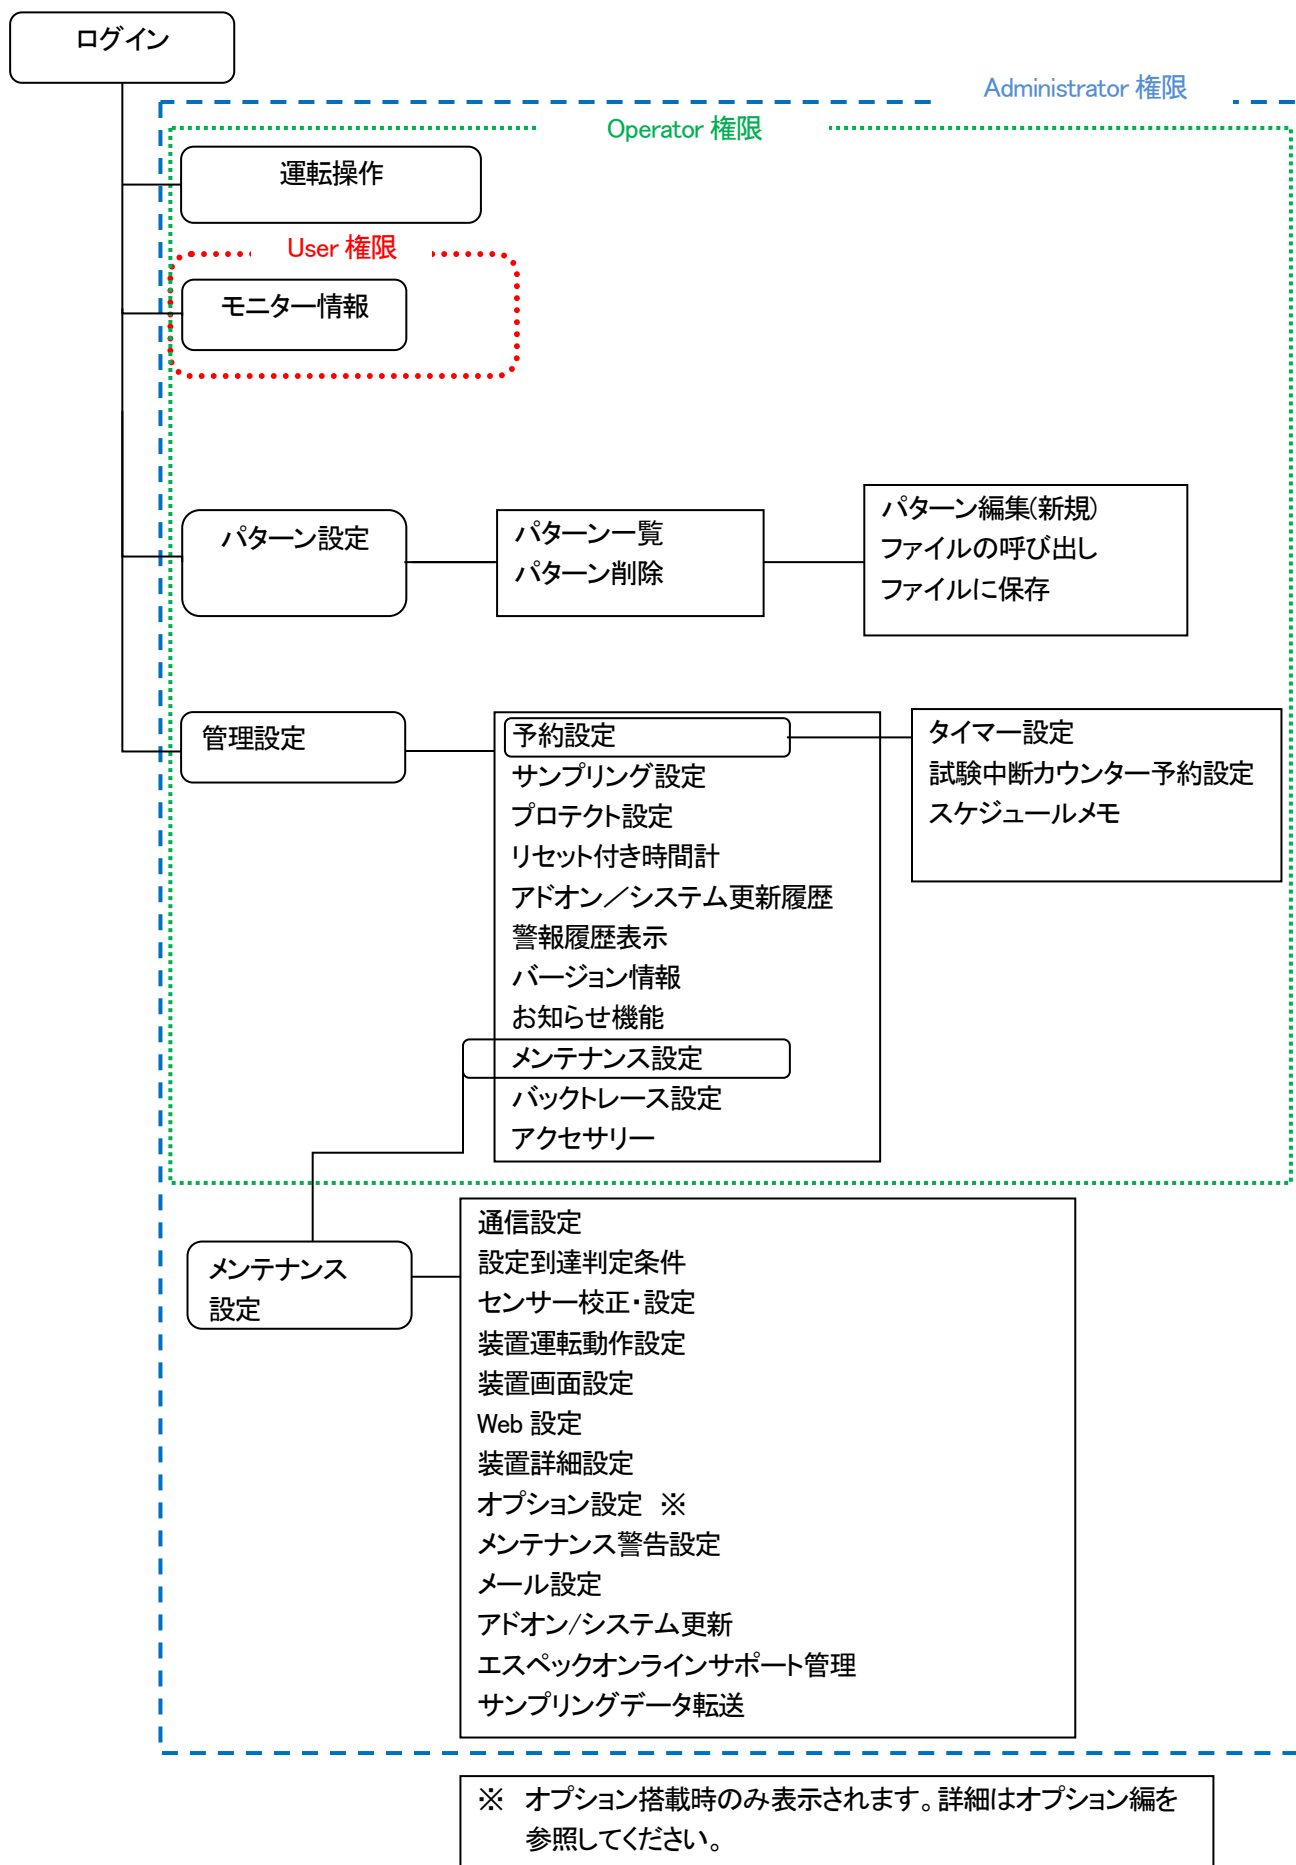 ログイン
Administrator 権限
Operator 権限
運転操作
User 権限
モニター情報
パターン設定
パターン一覧
パターン削除
パターン編集(新規)
ファイルの呼び出し
ファイルに保存
管理設定
予約設定
サンプリング設定
プロテクト設定
リセット付き時間計
アドオン／システム更新履歴
警報履歴表示
バージョン情報
お知らせ機能
メンテナンス設定
バックトレース設定
アクセサリー
タイマー設定
試験中断カウンター予約設定
スケジュールメモ
メンテナンス
設定
通信設定
設定到達判定条件
センサー校正・設定
装置運転動作設定
装置画面設定
Web 設定
装置詳細設定
オプション設定 ※
メンテナンス警告設定
メール設定
アドオン/システム更新
エスペックオンラインサポート管理
サンプリングデータ転送
※ オプション搭載時のみ表示されます。詳細はオプション編を
参照してください。